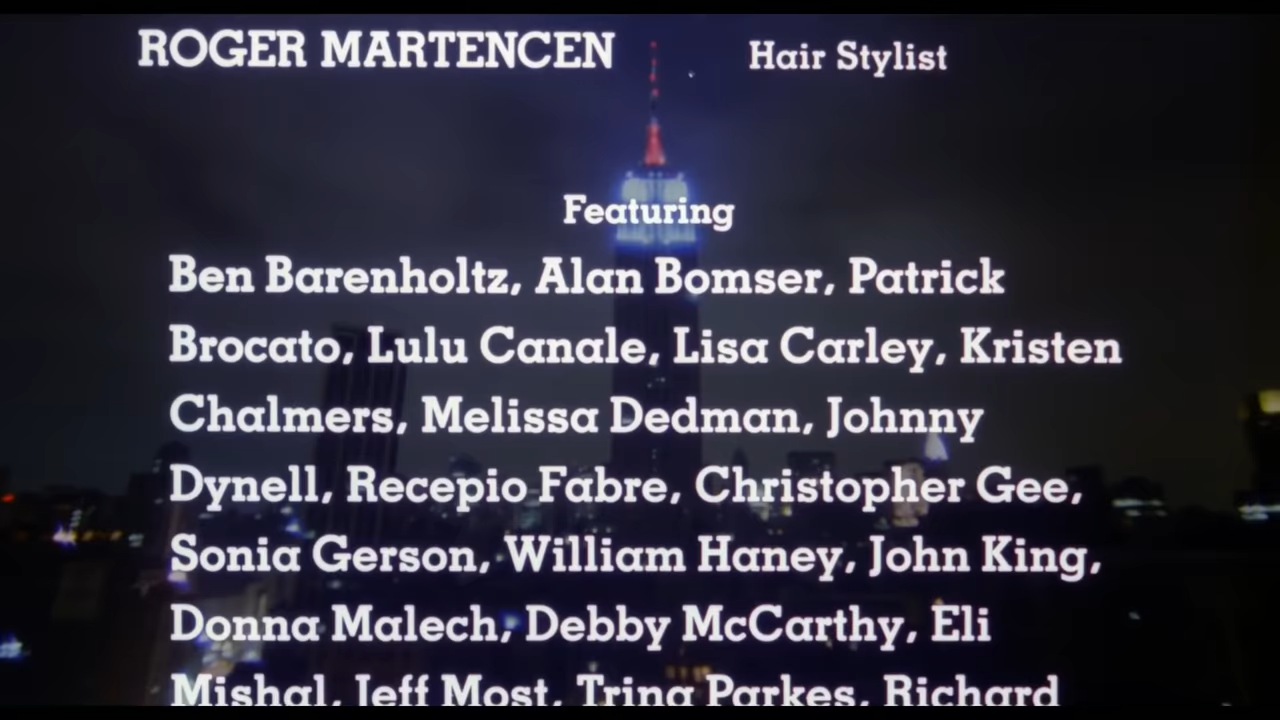 ROGER MARTENCEN Hair Stylist
Featuring
Ben Barenholtz, Alan Bomser, Patrick
Brocato, Lulu Canale, Lisa Carley, Kristen
Chalmers, Melissa Dedman, Johnny
Dynell, Recepio Fabre, Christopher Gee,
Sonia Gerson, William Haney, John King,
Donna Malech, Debby McCarthy, Eli
Mishal, Jeff Most, Trina Parkes, Richard